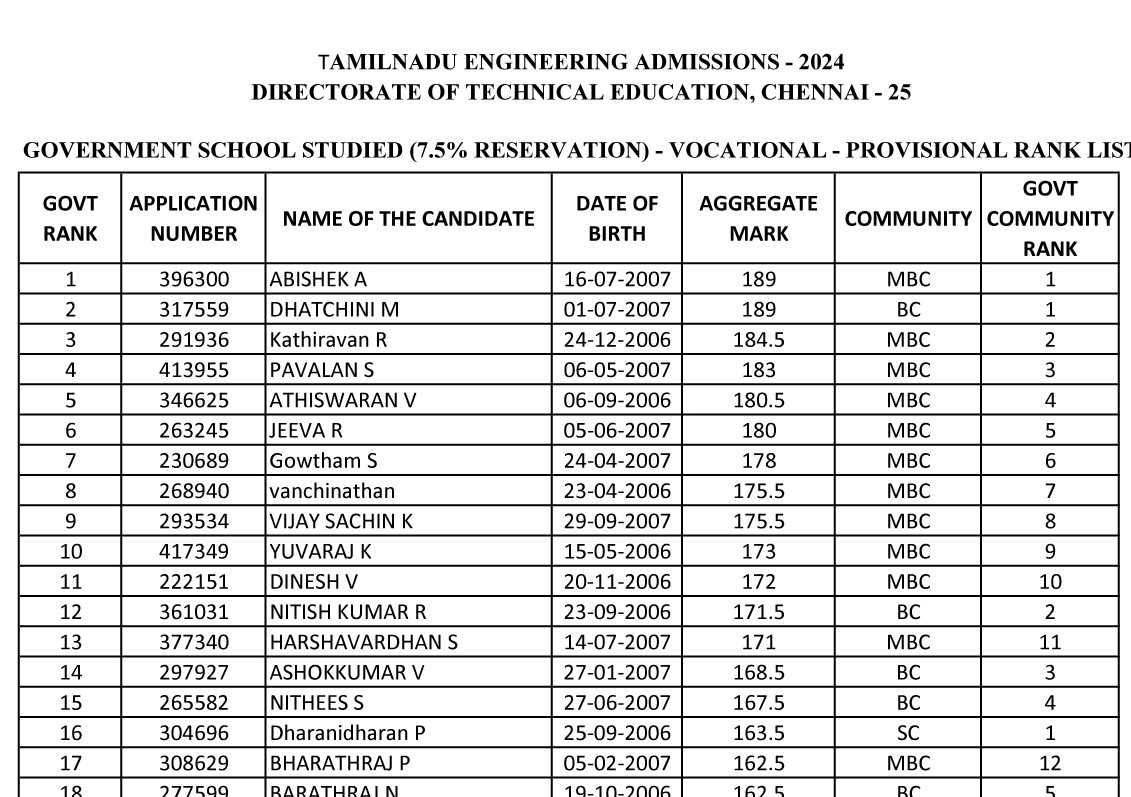 TAMILNADU ENGINEERING ADMISSIONS - 2024
DIRECTORATE OF TECHNICAL EDUCATION, CHENNAI - 25
GOVERNMENT SCHOOL STUDIED (7.5% RESERVATION) - VOCATIONAL - PROVISIONAL RANK LIST
GOVT RANK APPLICATION NUMBER NAME OF THE CANDIDATE DATE OF BIRTH AGGREGATE MARK COMMUNITY GOVT COMMUNITY RANK
1 396300 ABISHEK A 16-07-2007 189 MBC 1
2 317559 DHATCHINI M 01-07-2007 189 BC 1
3 291936 Kathiravan R 24-12-2006 184.5 MBC 2
4 413955 PAVALAN S 06-05-2007 183 MBC 3
5 346625 ATHISWARAN V 06-09-2006 180.5 MBC 4
6 263245 JEEVA R 05-06-2007 180 MBC 5
7 230689 Gowtham S 24-04-2007 178 MBC 6
8 268940 vanchinathan 23-04-2006 175.5 MBC 7
9 293534 VIJAY SACHIN K 29-09-2007 175.5 MBC 8
10 417349 YUVARAJ K 15-05-2006 173 MBC 9
11 222151 DINESH V 20-11-2006 172 MBC 10
12 361031 NITISH KUMAR R 23-09-2006 171.5 BC 2
13 377340 HARSHAVARDHAN S 14-07-2007 171 MBC 11
14 297927 ASHOKKUMAR V 27-01-2007 168.5 BC 3
15 265582 NITHEES S 27-06-2007 167.5 BC 4
16 304696 Dharanidharan P 25-09-2006 163.5 SC 1
17 308629 BHARATHRAJ P 05-02-2007 162.5 MBC 12
18 277599 BARATHRAJ N 19-10-2006 162.5 BC 5